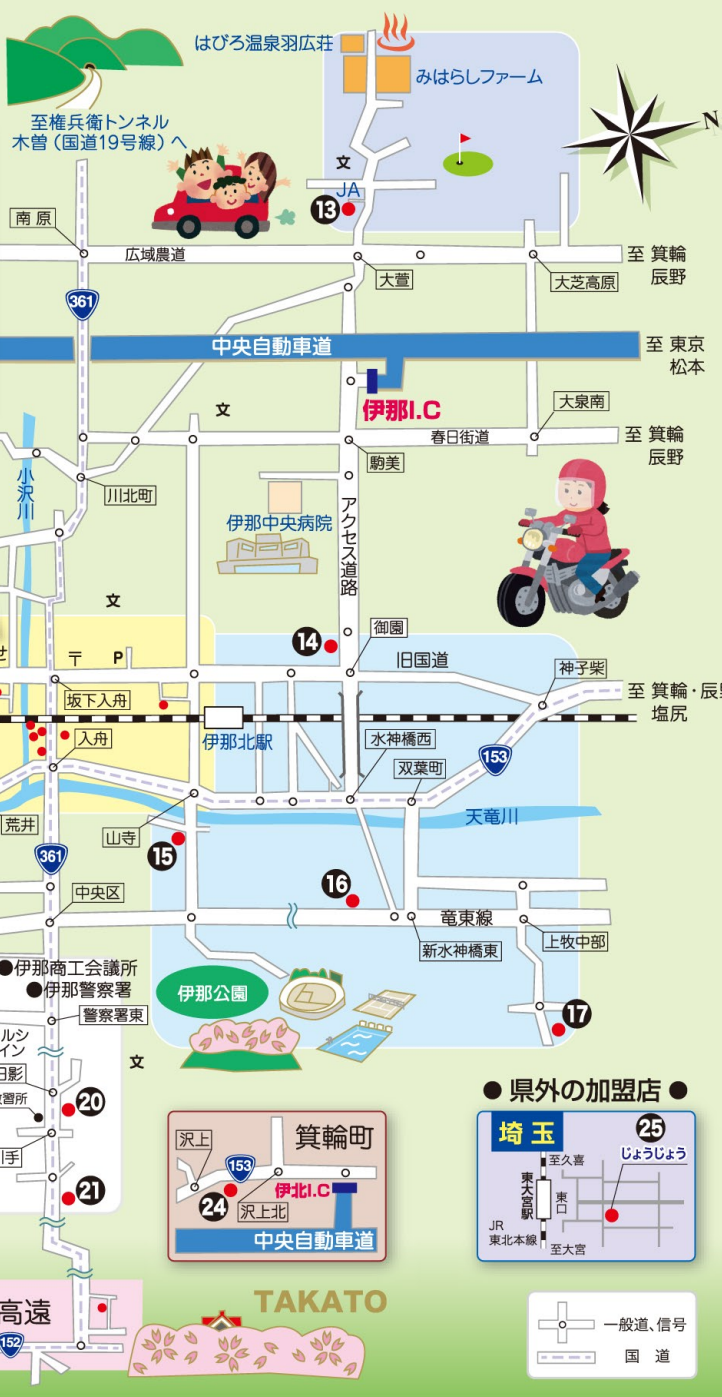 はびろ温泉羽広荘
みはらしファーム
至権兵衛トンネル
木曽(国道19号線)へ
N
文
JA
13
南原
広域農道
大萱
大芝高原
至 箕輪
辰野
361
中央自動車道
至 東京
松本
伊那I.C
文
大泉南
春日街道
至 箕輪
辰野
駒美
小沢川
川北町
伊那中央病院
アクセス道路
文
14
御園
せ
〒 P
旧国道
神子柴
坂下入舟
至 箕輪・辰野
塩尻
入舟
伊那北駅
水神橋西
双葉町
153
天竜川
荒井
山寺
15
361
16
中央区
竜東線
新水神橋東
上牧中部
●伊那商工会議所
●伊那警察署
伊那公園
警察署東
17
ルシ
イン
日影
文
20
習所
川手
21
● 県外の加盟店 ●
沢上
箕輪町
153
伊北I.C
24
沢上北
中央自動車道
埼玉
25
じょうじょう
至久喜
東大宮駅
東口
JR
東北本線
至大宮
高遠
152
TAKATO
一般道、信号
国道